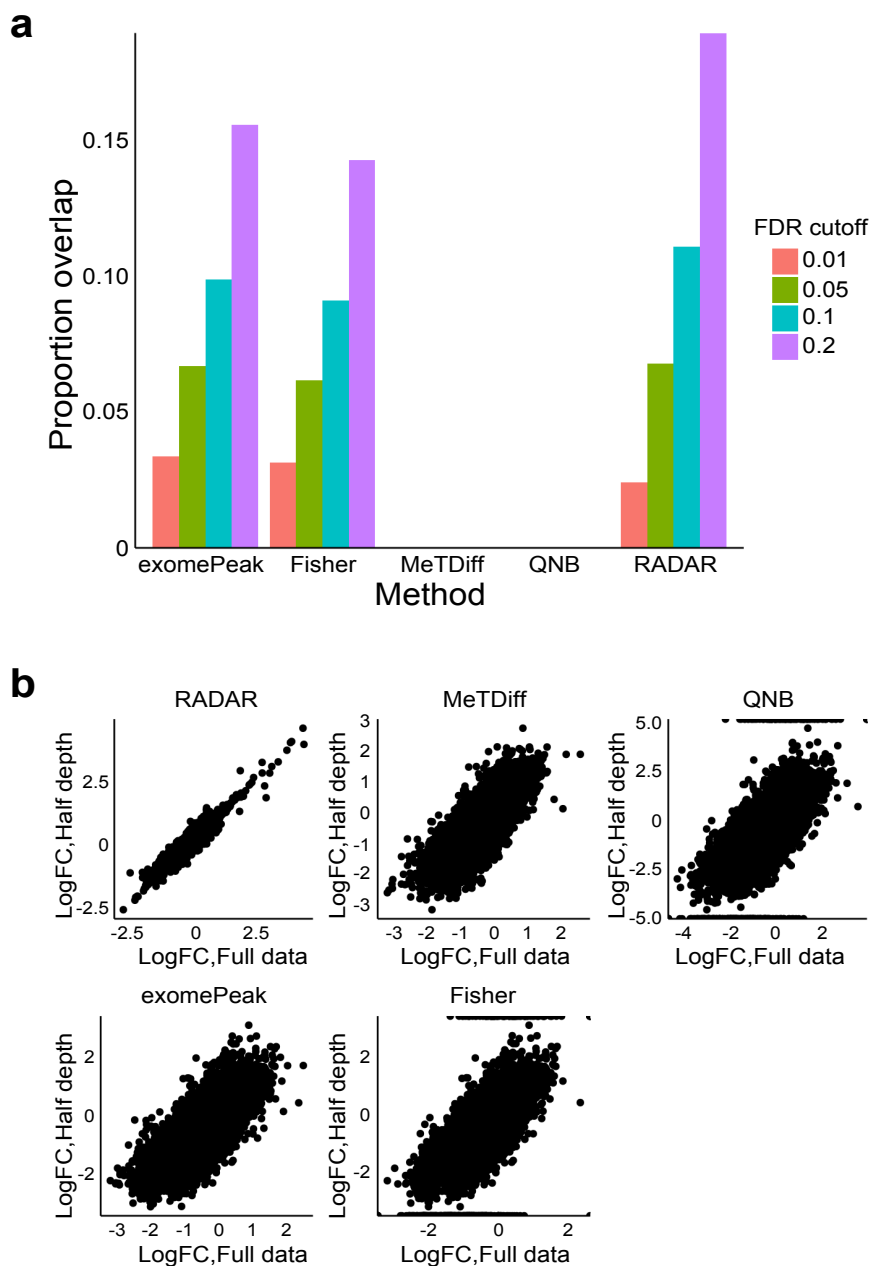 a
Proportion overlap
0.15
0.10
0.05
0
exomePeak Fisher MeTDiff QNB RADAR
Method
FDR cutoff
0.01
0.05
0.1
0.2
b
RADAR
LogFC,Half depth
2.5
0
-2.5
-2.5 0 2.5
LogFC,Full data
MeTDiff
LogFC,Half depth
3
2
1
0
-1
-2
-3
-3 -2 -1 0 1 2
LogFC,Full data
QNB
LogFC,Half depth
5.0
2.5
0
-2.5
-5.0
-4 -2 0 2
LogFC,Full data
exomePeak
LogFC,Half depth
2
0
-2
-3 -2 -1 0 1 2
LogFC,Full data
Fisher
LogFC,Half depth
2
0
-2
-2 0 2
LogFC,Full data